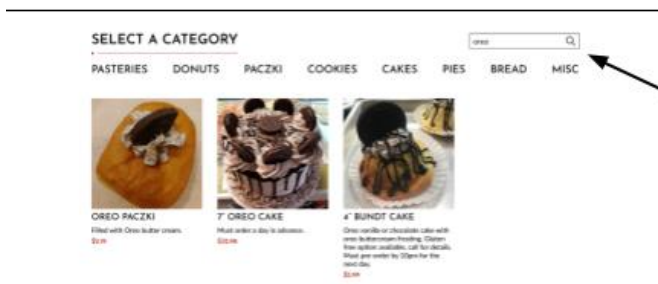 SELECT A CATEGORY
oreo
PASTERIES DONUTS PACZKI COOKIES CAKES PIES BREAD MISC
OREO PACZKI
Filled with Oreo butter cream.
7" OREO CAKE
Must order a day in advance.
4" BUNDT CAKE
Oreo vanilla or chocolate cake with
oreo buttercream frosting. Gluten
free option available, call for details.
Must pre-order by 10pm for the
next day.